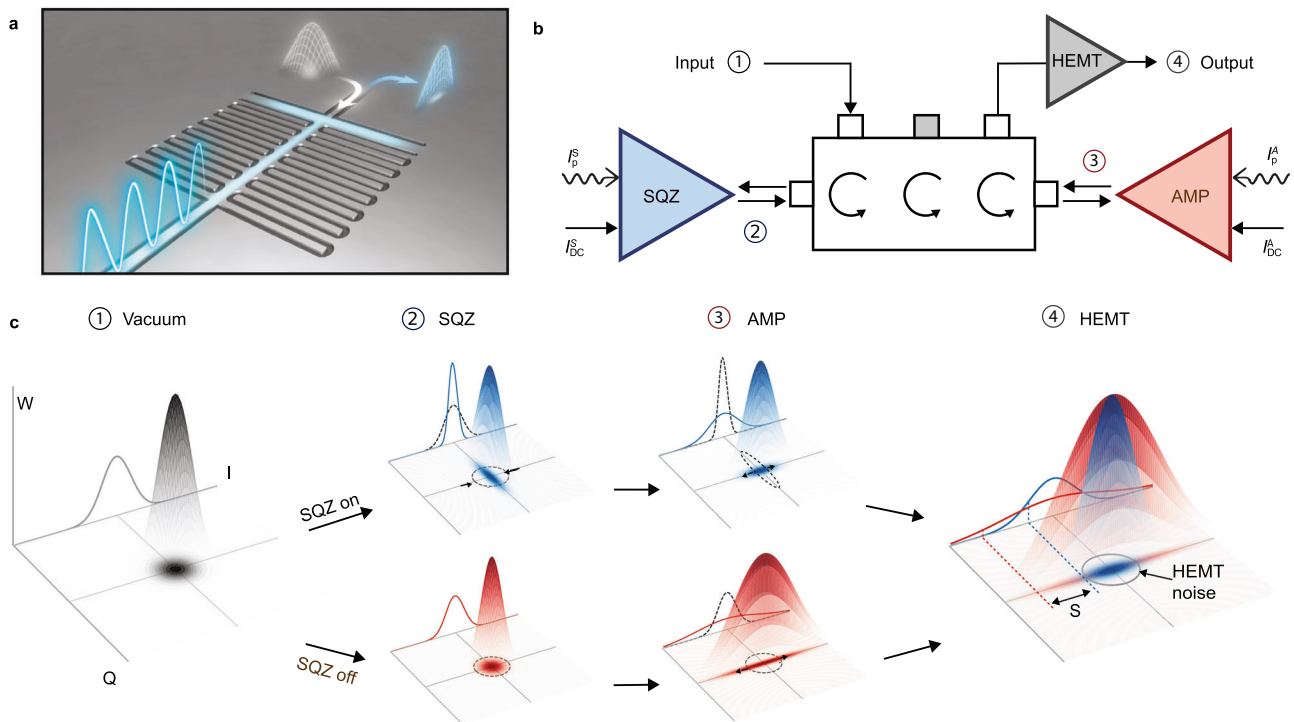 a
b
Input ① HEMT ④ Output
I_p^S ③ I_p^A
SQZ AMP
I_DC^S ② I_DC^A
c ① Vacuum ② SQZ ③ AMP ④ HEMT
W
I
SQZ on
HEMT
noise
S
SQZ off
Q